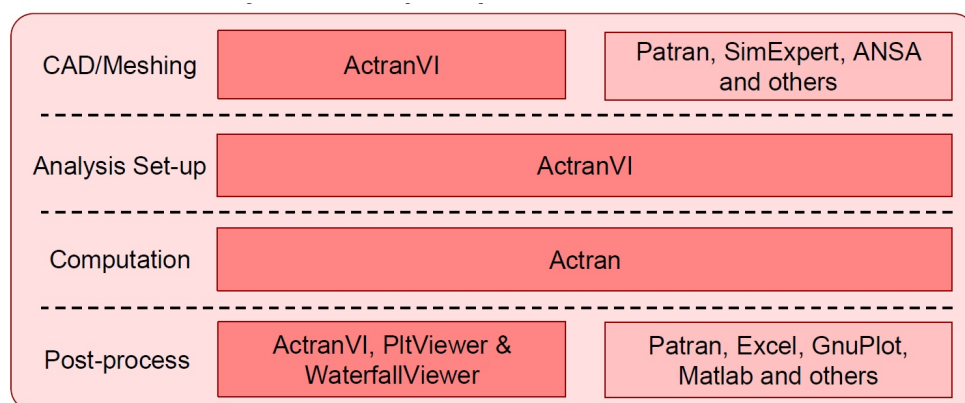 CAD/Meshing
ActranVI
Patran, SimExpert, ANSA
and others
Analysis Set-up
ActranVI
Computation
Actran
Post-process
ActranVI, PltViewer &
WaterfallViewer
Patran, Excel, GnuPlot,
Matlab and others